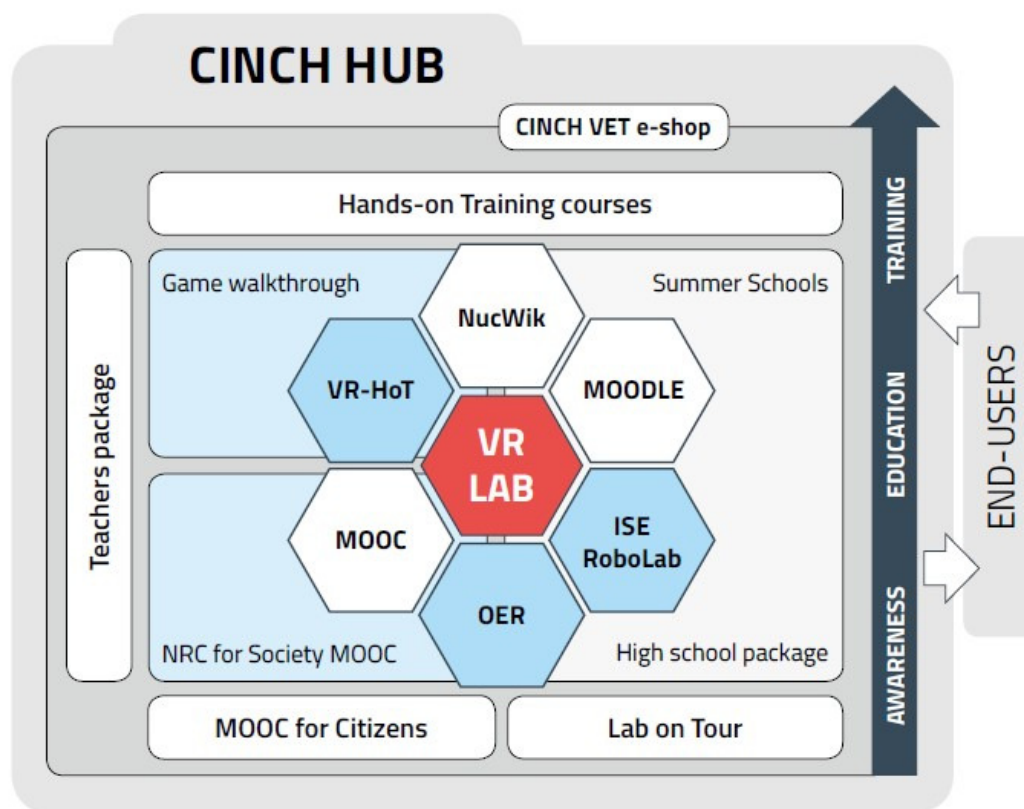 CINCH HUB
CINCH VET e-shop
Hands-on Training courses
Teachers package
Game walkthrough
Summer Schools
NucWik
VR-HoT
MOODLE
VR
LAB
MOOC
ISE
RoboLab
OER
NRC for Society MOOC
High school package
MOOC for Citizens
Lab on Tour
TRAINING
EDUCATION
AWARENESS
END-USERS